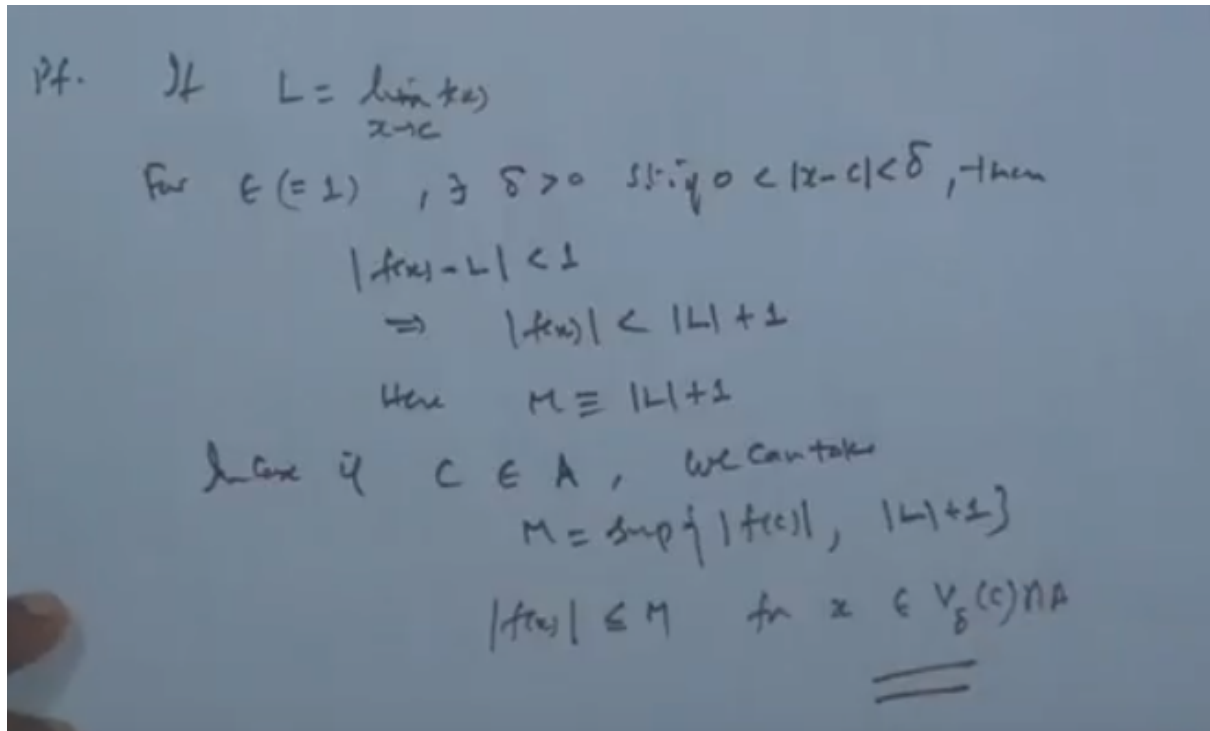 Pf. If L = lim f(x)
x→c
For ε (= 1) , ∃ δ > 0 s.t. if 0 < |x - c| < δ , then
|f(x) - L| < 1
⇒ |f(x)| < |L| + 1
Here M ≡ |L| + 1
In case if C ∈ A , we can take
M = sup { |f(c)| , |L| + 1 }
|f(x)| ≤ M for x ∈ V_δ(c) ∩ A